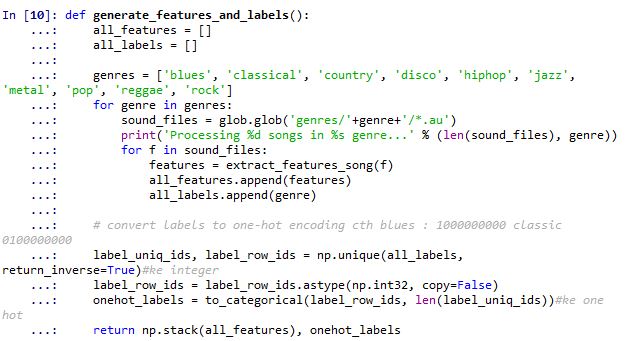 In [10]: def generate_features_and_labels():
    ...:     all_features = []
    ...:     all_labels = []
    ...:
    ...:     genres = ['blues', 'classical', 'country', 'disco', 'hiphop', 'jazz',
'metal', 'pop', 'reggae', 'rock']
    ...:     for genre in genres:
    ...:         sound_files = glob.glob('genres/'+genre+'/*.au')
    ...:         print('Processing %d songs in %s genre...' % (len(sound_files), genre))
    ...:         for f in sound_files:
    ...:             features = extract_features_song(f)
    ...:             all_features.append(features)
    ...:             all_labels.append(genre)
    ...:
    ...:     # convert labels to one-hot encoding cth blues : 1000000000 classic
0100000000
    ...:     label_uniq_ids, label_row_ids = np.unique(all_labels,
return_inverse=True)#ke integer
    ...:     label_row_ids = label_row_ids.astype(np.int32, copy=False)
    ...:     onehot_labels = to_categorical(label_row_ids, len(label_uniq_ids))#ke one
hot
    ...:     return np.stack(all_features), onehot_labels